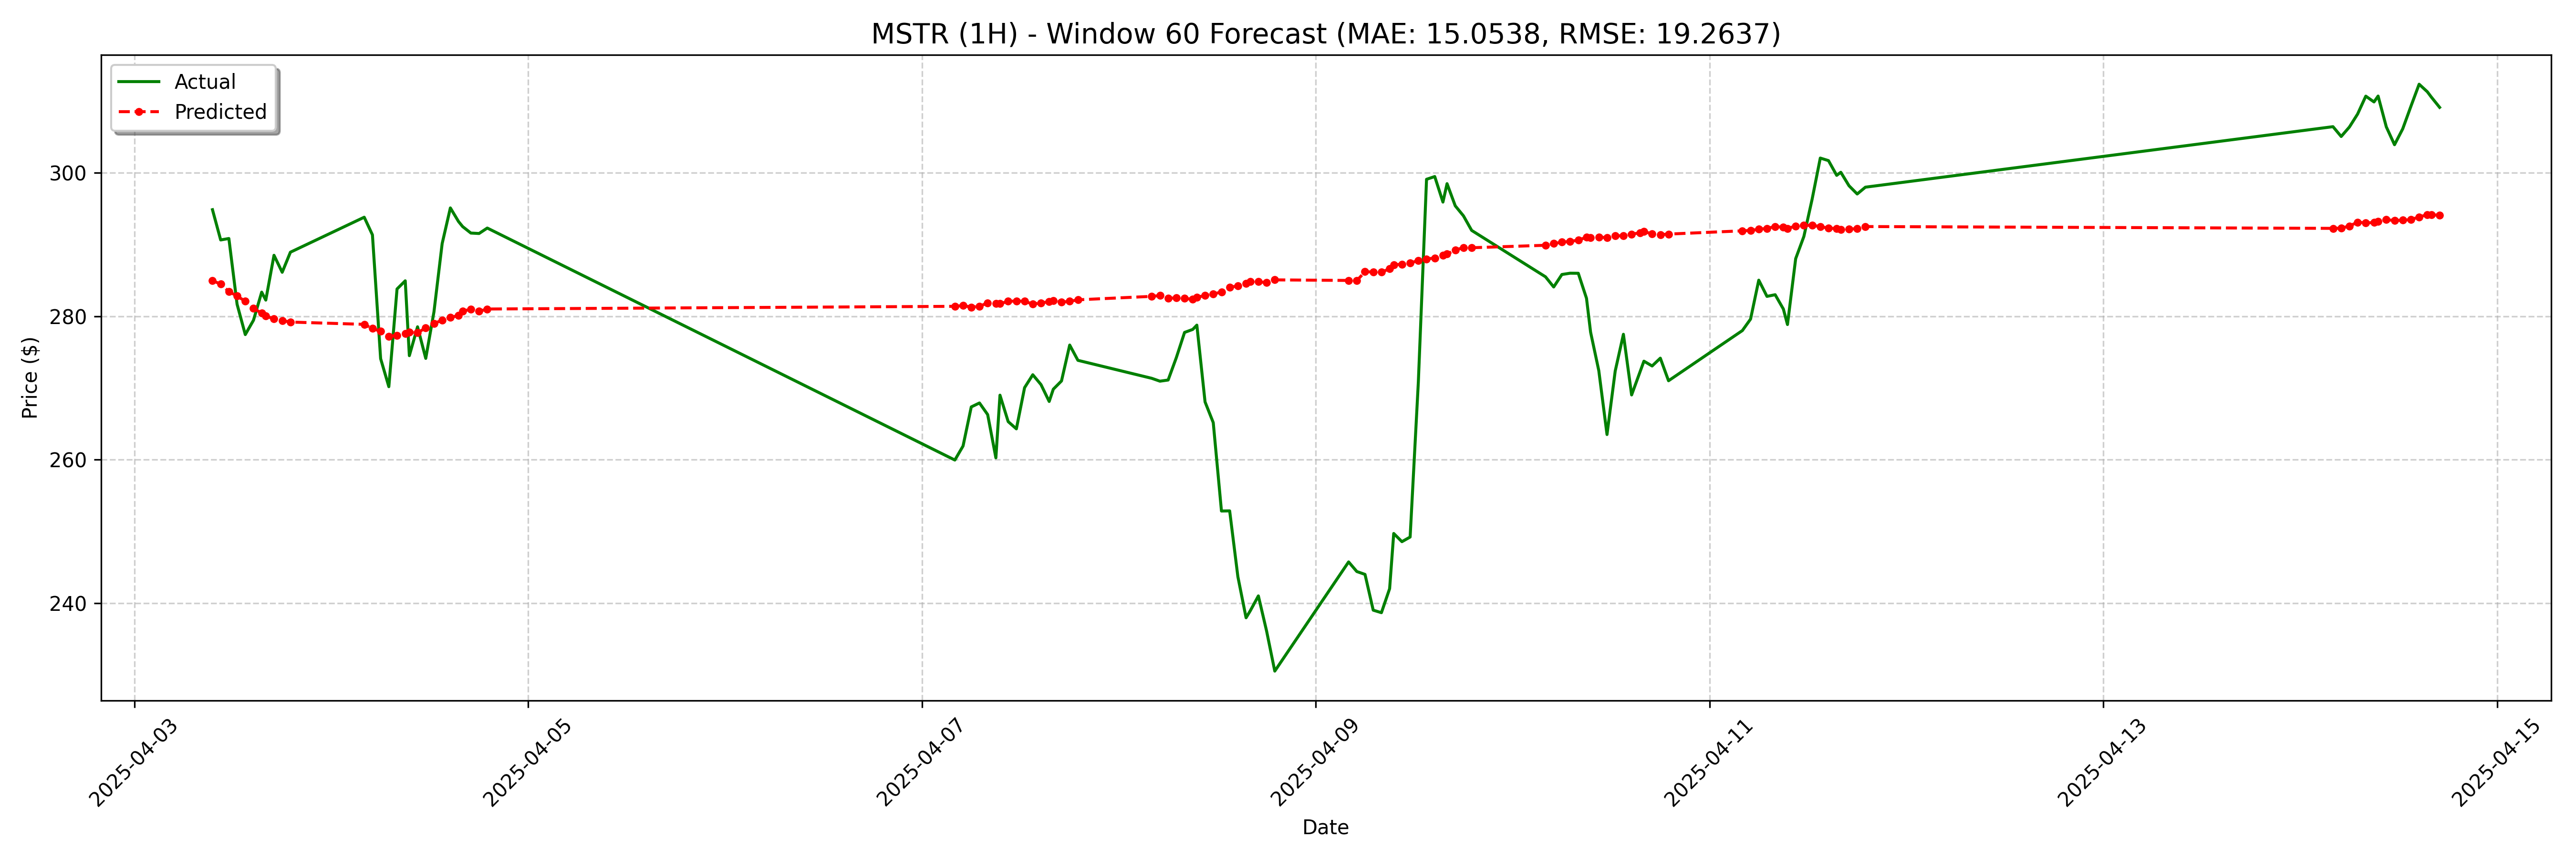 MSTR (1H) - Window 60 Forecast (MAE: 15.0538, RMSE: 19.2637)
Actual
Predicted
Price ($)
300
280
260
240
2025-04-03
2025-04-05
2025-04-07
2025-04-09
2025-04-11
2025-04-13
2025-04-15
Date